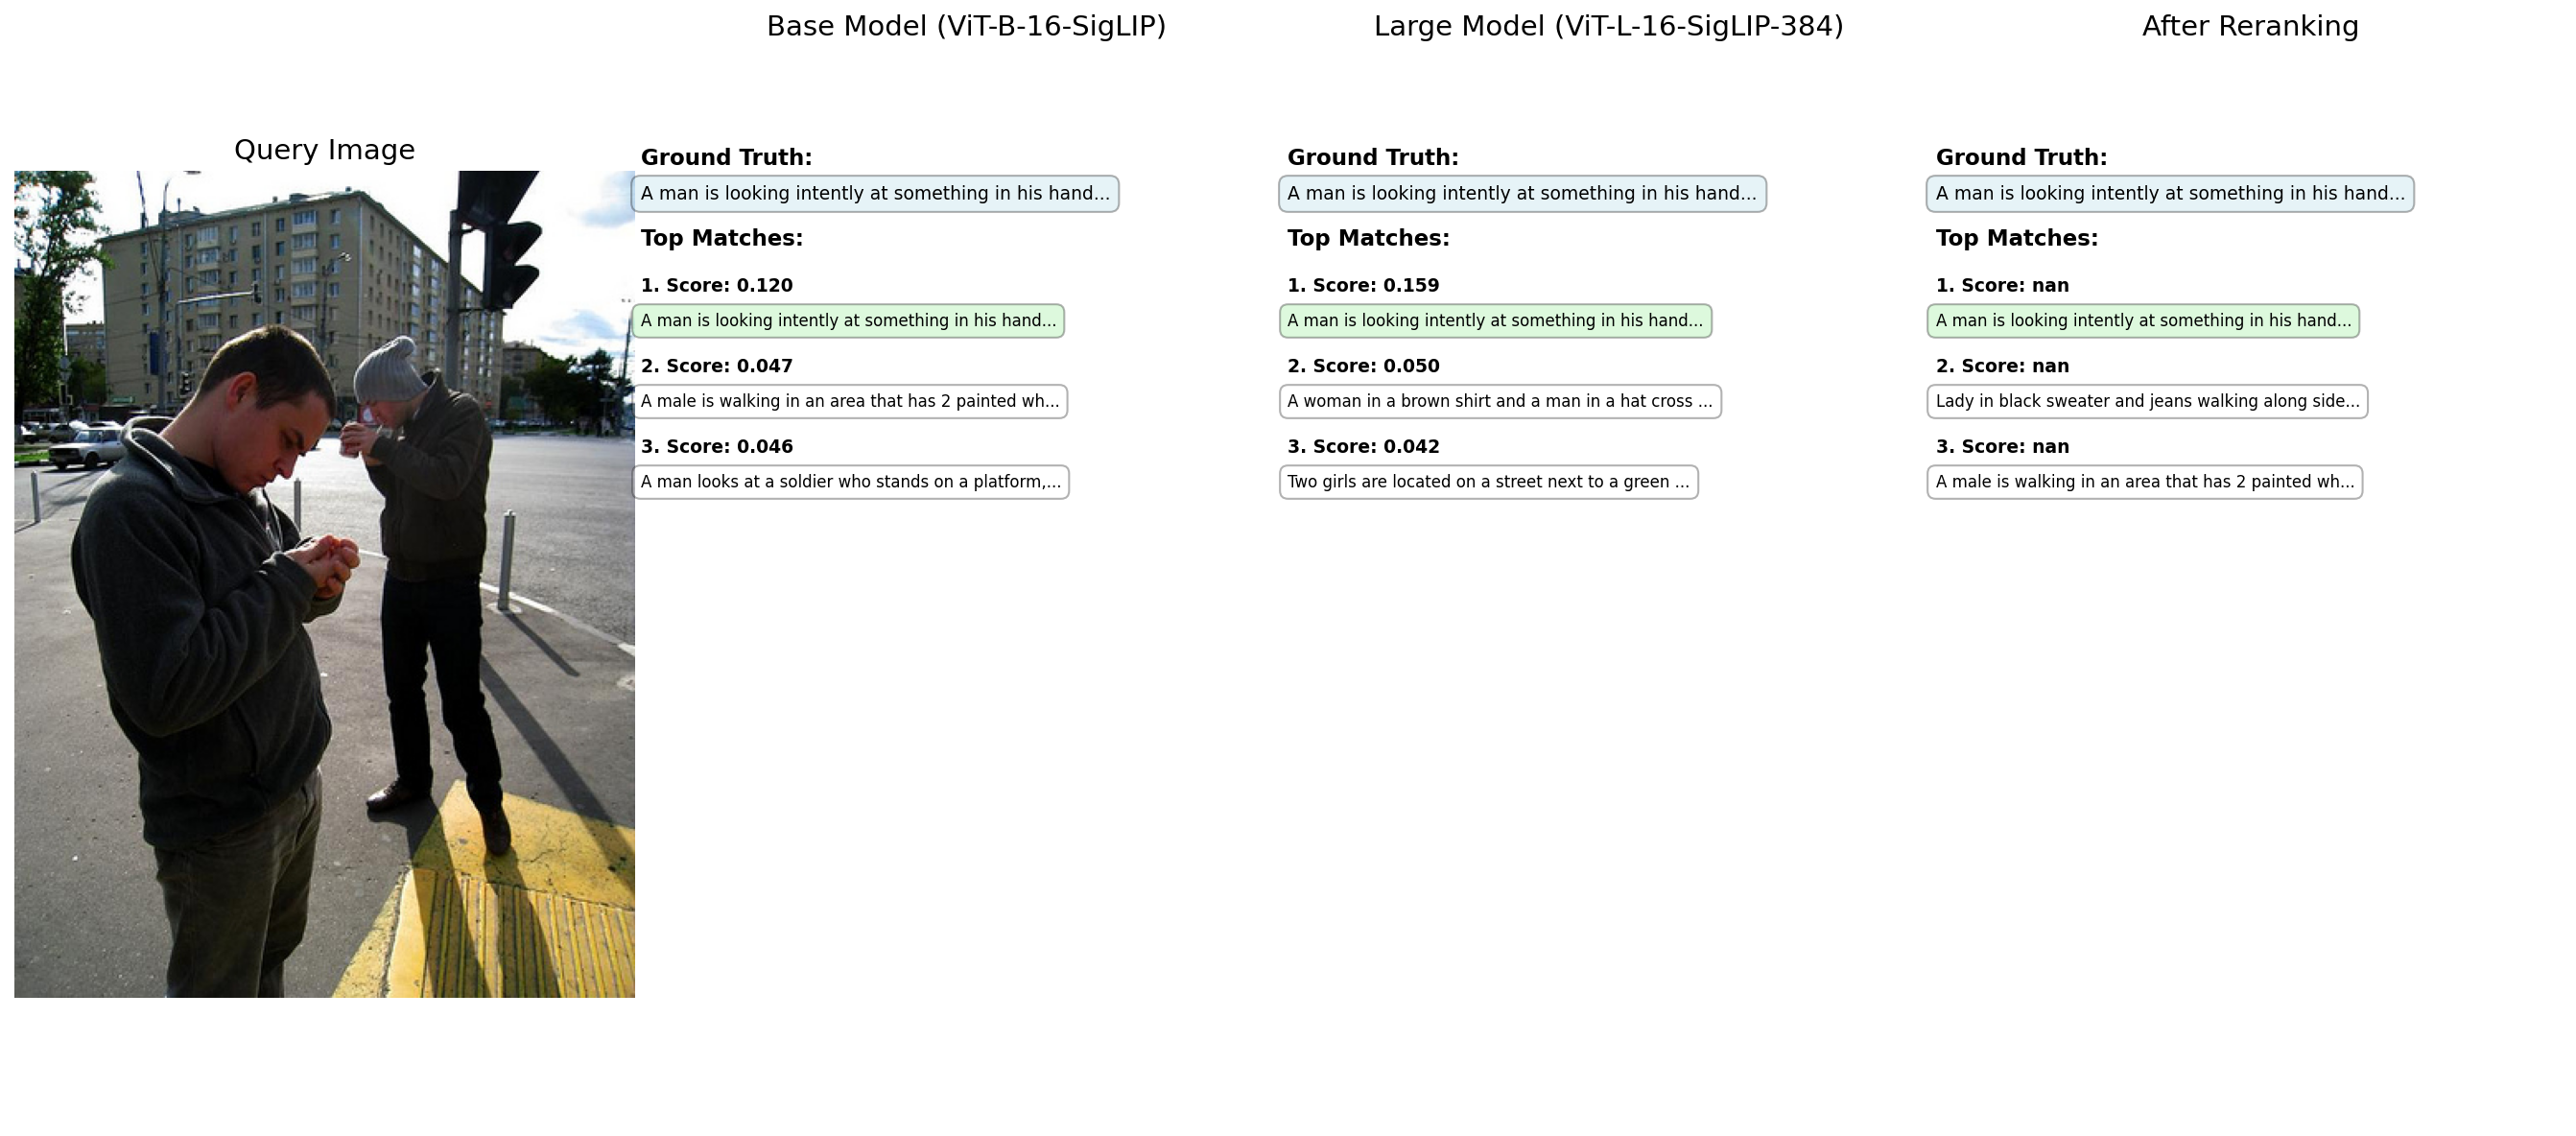 Base Model (ViT-B-16-SigLIP)
Large Model (ViT-L-16-SigLIP-384)
After Reranking
Query Image
Ground Truth:
A man is looking intently at something in his hand...
Top Matches:
1. Score: 0.120
A man is looking intently at something in his hand...
2. Score: 0.047
A male is walking in an area that has 2 painted wh...
3. Score: 0.046
A man looks at a soldier who stands on a platform,...
Ground Truth:
A man is looking intently at something in his hand...
Top Matches:
1. Score: 0.159
A man is looking intently at something in his hand...
2. Score: 0.050
A woman in a brown shirt and a man in a hat cross ...
3. Score: 0.042
Two girls are located on a street next to a green ...
Ground Truth:
A man is looking intently at something in his hand...
Top Matches:
1. Score: nan
A man is looking intently at something in his hand...
2. Score: nan
Lady in black sweater and jeans walking along side...
3. Score: nan
A male is walking in an area that has 2 painted wh...